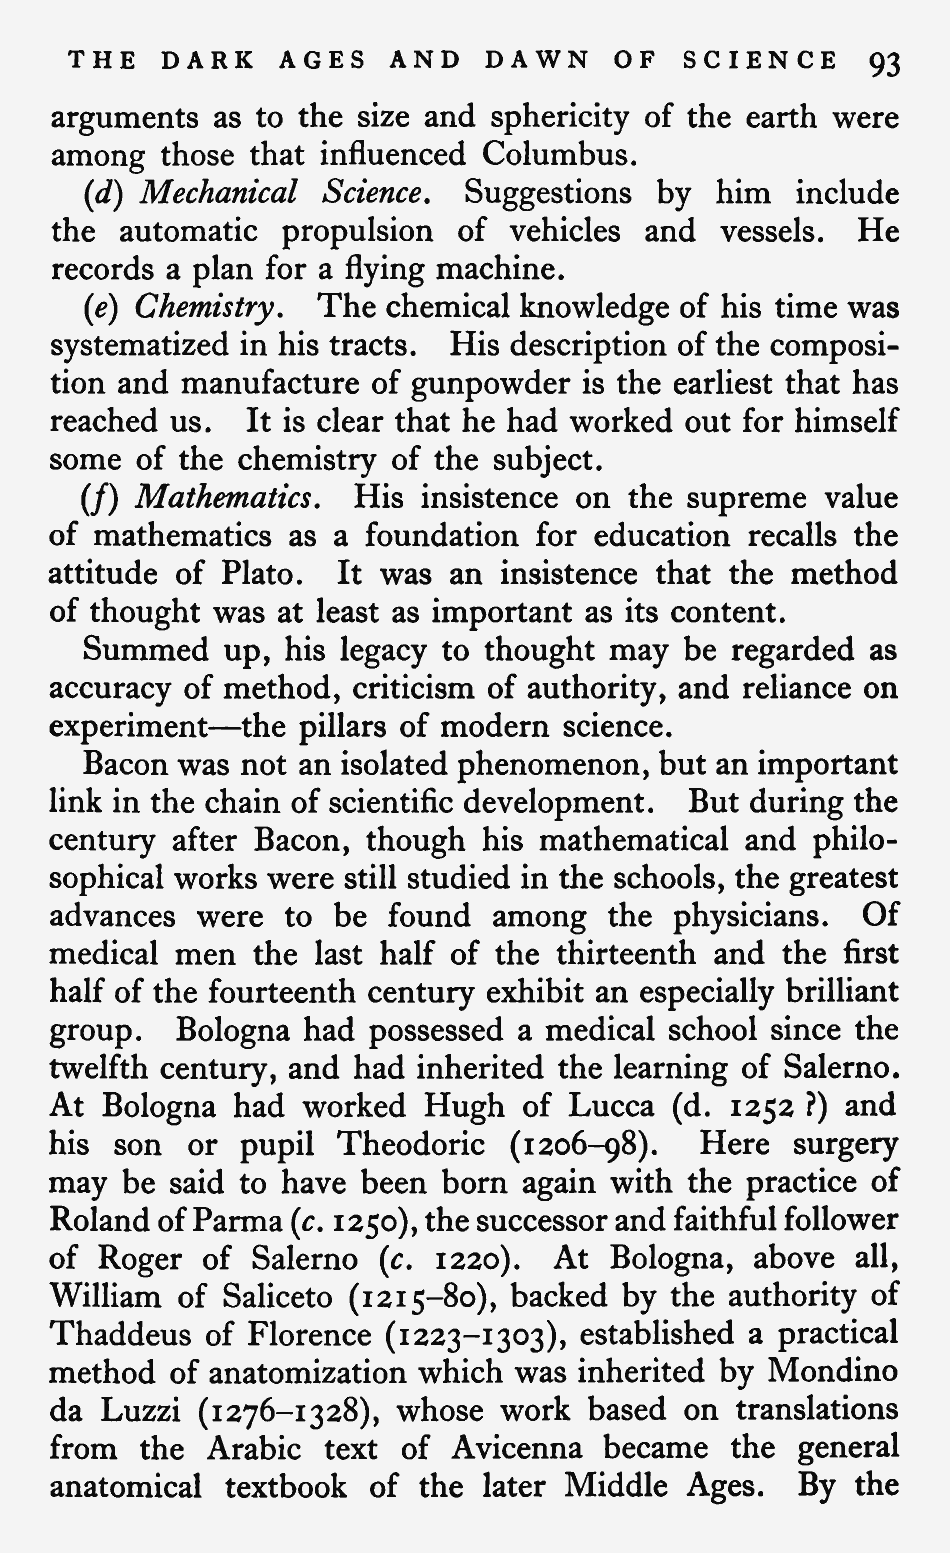 THE DARK AGES AND DAWN OF SCIENCE 93
arguments as to the size and sphericity of the earth were
among those that influenced Columbus.
(d) Mechanical Science. Suggestions by him include
the automatic propulsion of vehicles and vessels. He
records a plan for a flying machine.
(e) Chemistry. The chemical knowledge of his time was
systematized in his tracts. His description of the composi-
tion and manufacture of gunpowder is the earliest that has
reached us. It is clear that he had worked out for himself
some of the chemistry of the subject.
(f) Mathematics. His insistence on the supreme value
of mathematics as a foundation for education recalls the
attitude of Plato. It was an insistence that the method
of thought was at least as important as its content.
Summed up, his legacy to thought may be regarded as
accuracy of method, criticism of authority, and reliance on
experiment—the pillars of modern science.
Bacon was not an isolated phenomenon, but an important
link in the chain of scientific development. But during the
century after Bacon, though his mathematical and philo-
sophical works were still studied in the schools, the greatest
advances were to be found among the physicians. Of
medical men the last half of the thirteenth and the first
half of the fourteenth century exhibit an especially brilliant
group. Bologna had possessed a medical school since the
twelfth century, and had inherited the learning of Salerno.
At Bologna had worked Hugh of Lucca (d. 1252 ?) and
his son or pupil Theodoric (1206–98). Here surgery
may be said to have been born again with the practice of
Roland of Parma (c. 1250), the successor and faithful follower
of Roger of Salerno (c. 1220). At Bologna, above all,
William of Saliceto (1215–80), backed by the authority of
Thaddeus of Florence (1223–1303), established a practical
method of anatomization which was inherited by Mondino
da Luzzi (1276–1328), whose work based on translations
from the Arabic text of Avicenna became the general
anatomical textbook of the later Middle Ages. By the